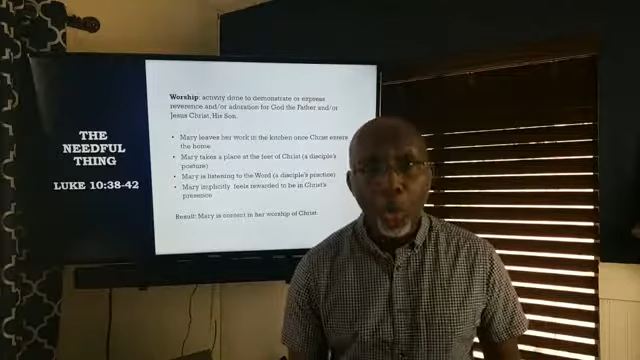 THE
NEEDFUL
THING
LUKE 10:38-42
Worship: activity done to demonstrate or express
reverence and/or adoration for God the Father and/or
Jesus Christ, His Son.
• Mary leaves her work in the kitchen once Christ enters
the home
• Mary takes a place at the feet of Christ (a disciple's
posture)
• Mary is listening to the Word (a disciple's practice)
• Mary implicitly feels rewarded to be in Christ's
presence
Result: Mary is correct in her worship of Christ.